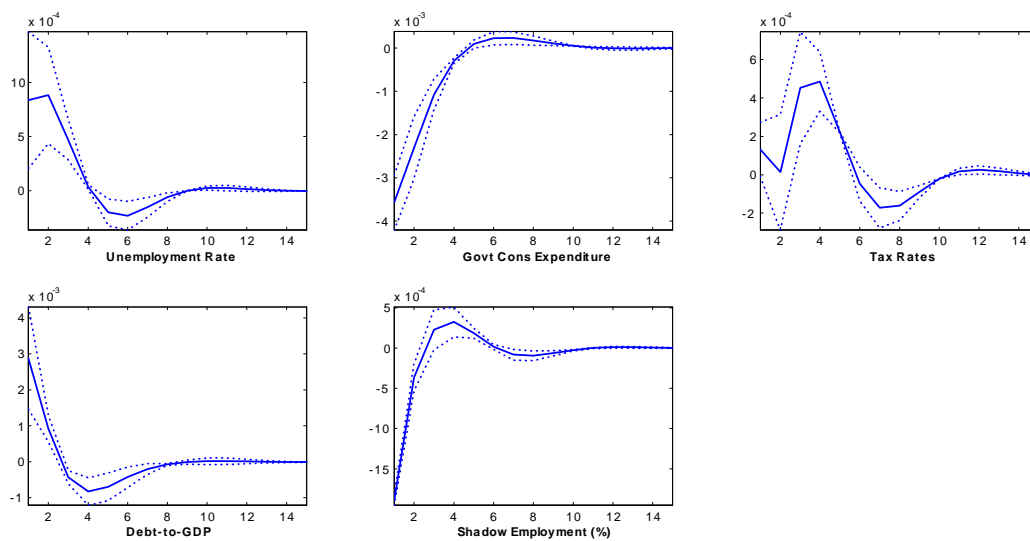 x 10-4
10
5
0
2 4 6 8 10 12 14
Unemployment Rate
x 10-3
0
-1
-2
-3
-4
2 4 6 8 10 12 14
Govt Cons Expenditure
x 10-4
6
4
2
0
-2
2 4 6 8 10 12 14
Tax Rates
x 10-3
4
3
2
1
0
-1
2 4 6 8 10 12 14
Debt-to-GDP
x 10-4
5
0
-5
-10
-15
2 4 6 8 10 12 14
Shadow Employment (%)